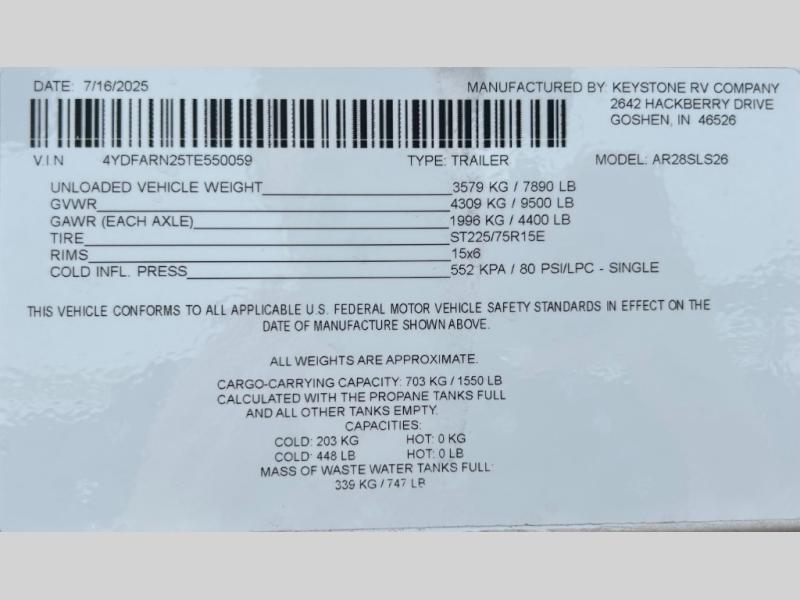 DATE: 7/16/2025 MANUFACTURED BY: KEYSTONE RV COMPANY
2642 HACKBERRY DRIVE
GOSHEN, IN 46526
V.I.N 4YDFARN25TE550059 TYPE: TRAILER MODEL: AR28SLS26
UNLOADED VEHICLE WEIGHT 3579 KG / 7890 LB
GVWR 4309 KG / 9500 LB
GAWR (EACH AXLE) 1996 KG / 4400 LB
TIRE ST225/75R15E
RIMS 15x6
COLD INFL. PRESS 552 KPA / 80 PSI/LPC - SINGLE
THIS VEHICLE CONFORMS TO ALL APPLICABLE U.S. FEDERAL MOTOR VEHICLE SAFETY STANDARDS IN EFFECT ON THE
DATE OF MANUFACTURE SHOWN ABOVE.
ALL WEIGHTS ARE APPROXIMATE.
CARGO-CARRYING CAPACITY: 703 KG / 1550 LB
CALCULATED WITH THE PROPANE TANKS FULL
AND ALL OTHER TANKS EMPTY.
CAPACITIES:
COLD: 203 KG HOT: 0 KG
COLD: 448 LB HOT: 0 LB
MASS OF WASTE WATER TANKS FULL:
339 KG / 747 LB